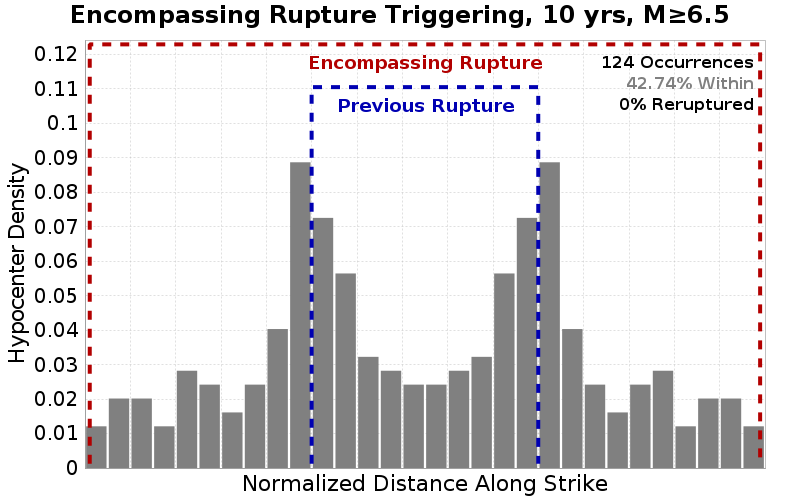 Encompassing Rupture Triggering, 10 yrs, M≥6.5
0.12
0.11
0.1
0.09
0.08
0.07
0.06
0.05
0.04
0.03
0.02
0.01
0
Hypocenter Density
Encompassing Rupture
Previous Rupture
124 Occurrences
42.74% Within
0% Reruptured
Normalized Distance Along Strike